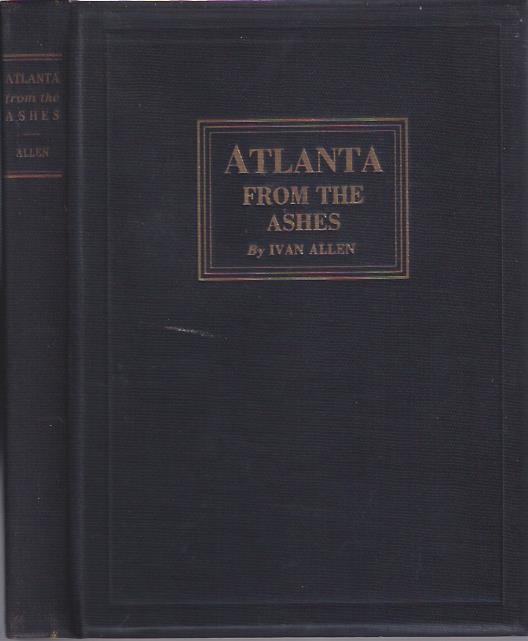 ATLANTA
from the
ASHES
ALLEN
ATLANTA
FROM THE
ASHES
By IVAN ALLEN